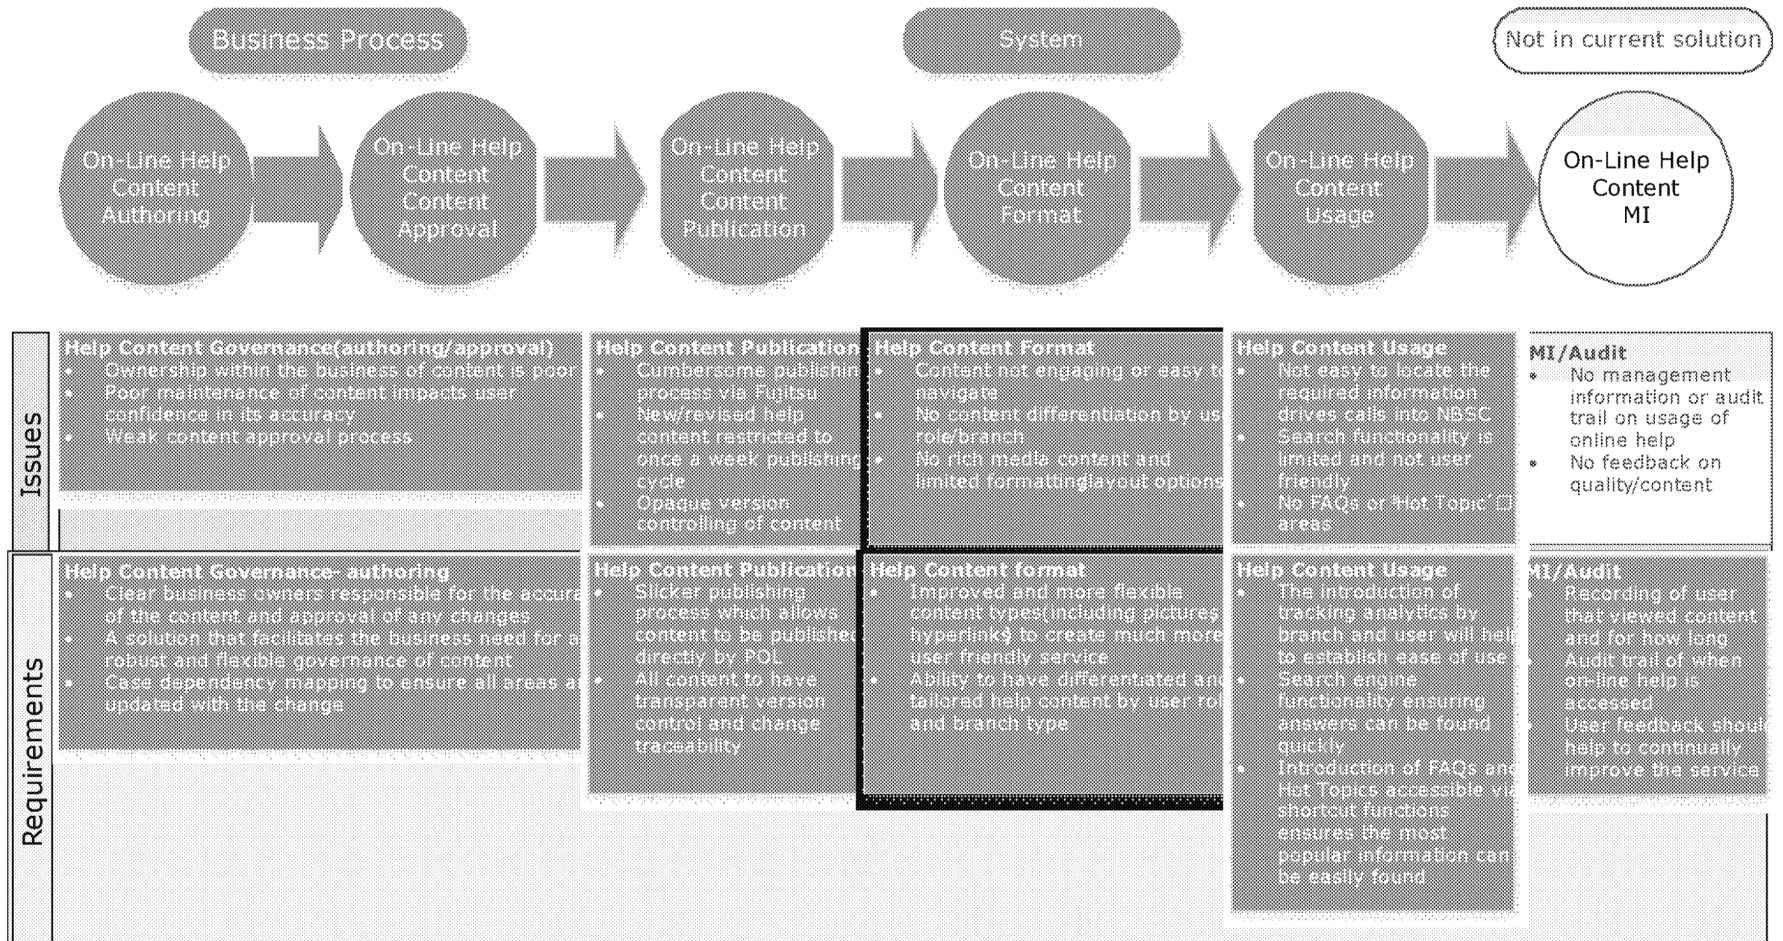 Business Process
System
Not in current solution
On-Line Help
Content
Authoring
On-Line Help
Content
Content
Approval
On-Line Help
Content
Content
Publication
On-Line Help
Content
Format
On-Line Help
Content
Usage
On-Line Help
Content
MI
Issues
Help Content Governance(authoring/approval)
Ownership within the business of content is poor
Poor maintenance of content impacts user
confidence in its accuracy
Weak content approval process
Help Content Publication
Cumbersome publishin
process via Fujitsu
New/revised help
content restricted to
once a week publishing
cycle
Opaque version
controlling of content
Help Content Format
Content not engaging or easy to
navigate
No content differentiation by us
role/branch
No rich media content and
limited formattinglayout options
Help Content Usage
Not easy to locate the
required information
drives calls into NBSC
Search functionality is
limited and not user
friendly
No FAQs or Hot Topic
areas
MI/Audit
No management
information or audit
trail on usage of
online help
No feedback on
quality/content
Requirements
Help Content Governance- authoring
Clear business owners responsible for the accura
of the content and approval of any changes
A solution that facilitates the business need for a
robust and flexible governance of content
Case dependency mapping to ensure all areas a
updated with the change
Help Content Publication
Slicker publishing
process which allows
content to be publishe
directly by POL
All content to have
transparent version
control and change
traceability
Help Content format
Improved and more flexible
content types(including pictures
hyperlinks) to create much more
user friendly service
Ability to have differentiated and
tailored help content by user rol
and branch type
Help Content Usage
The introduction of
tracking analytics by
branch and user will hel
to establish ease of use
Search engine
functionality ensuring
answers can be found
quickly
Introduction of FAQs and
Hot Topics accessible via
shortcut functions
ensures the most
popular information can
be easily found
MI/Audit
Recording of user
that viewed content
and for how long
Audit trail of when
on-line help is
accessed
User feedback shoul
help to continually
improve the service